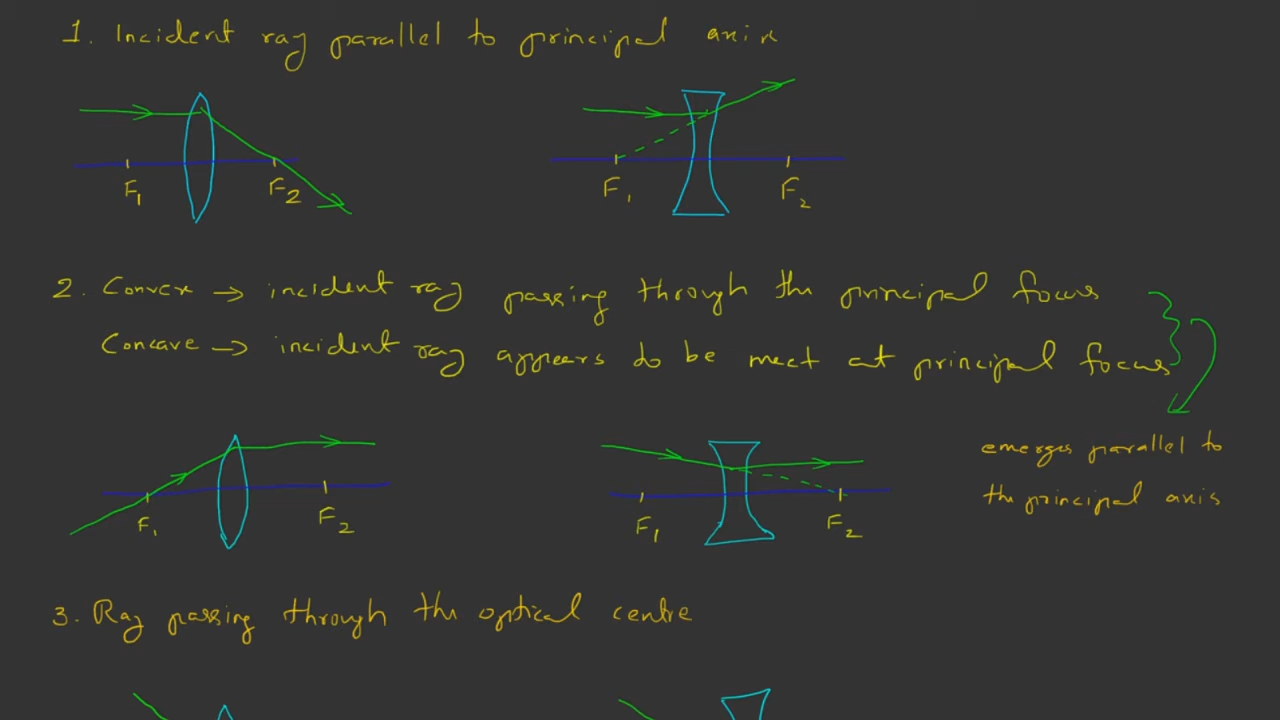 1. Incident ray parallel to principal axix
F1 F2 F1 F2
2. Convex → incident ray passing through the principal focus
Concave → incident ray appears to be meet at principal focus
emerges parallel to
the principal axis
F1 F2 F1 F2
3. Ray passing through the optical centre